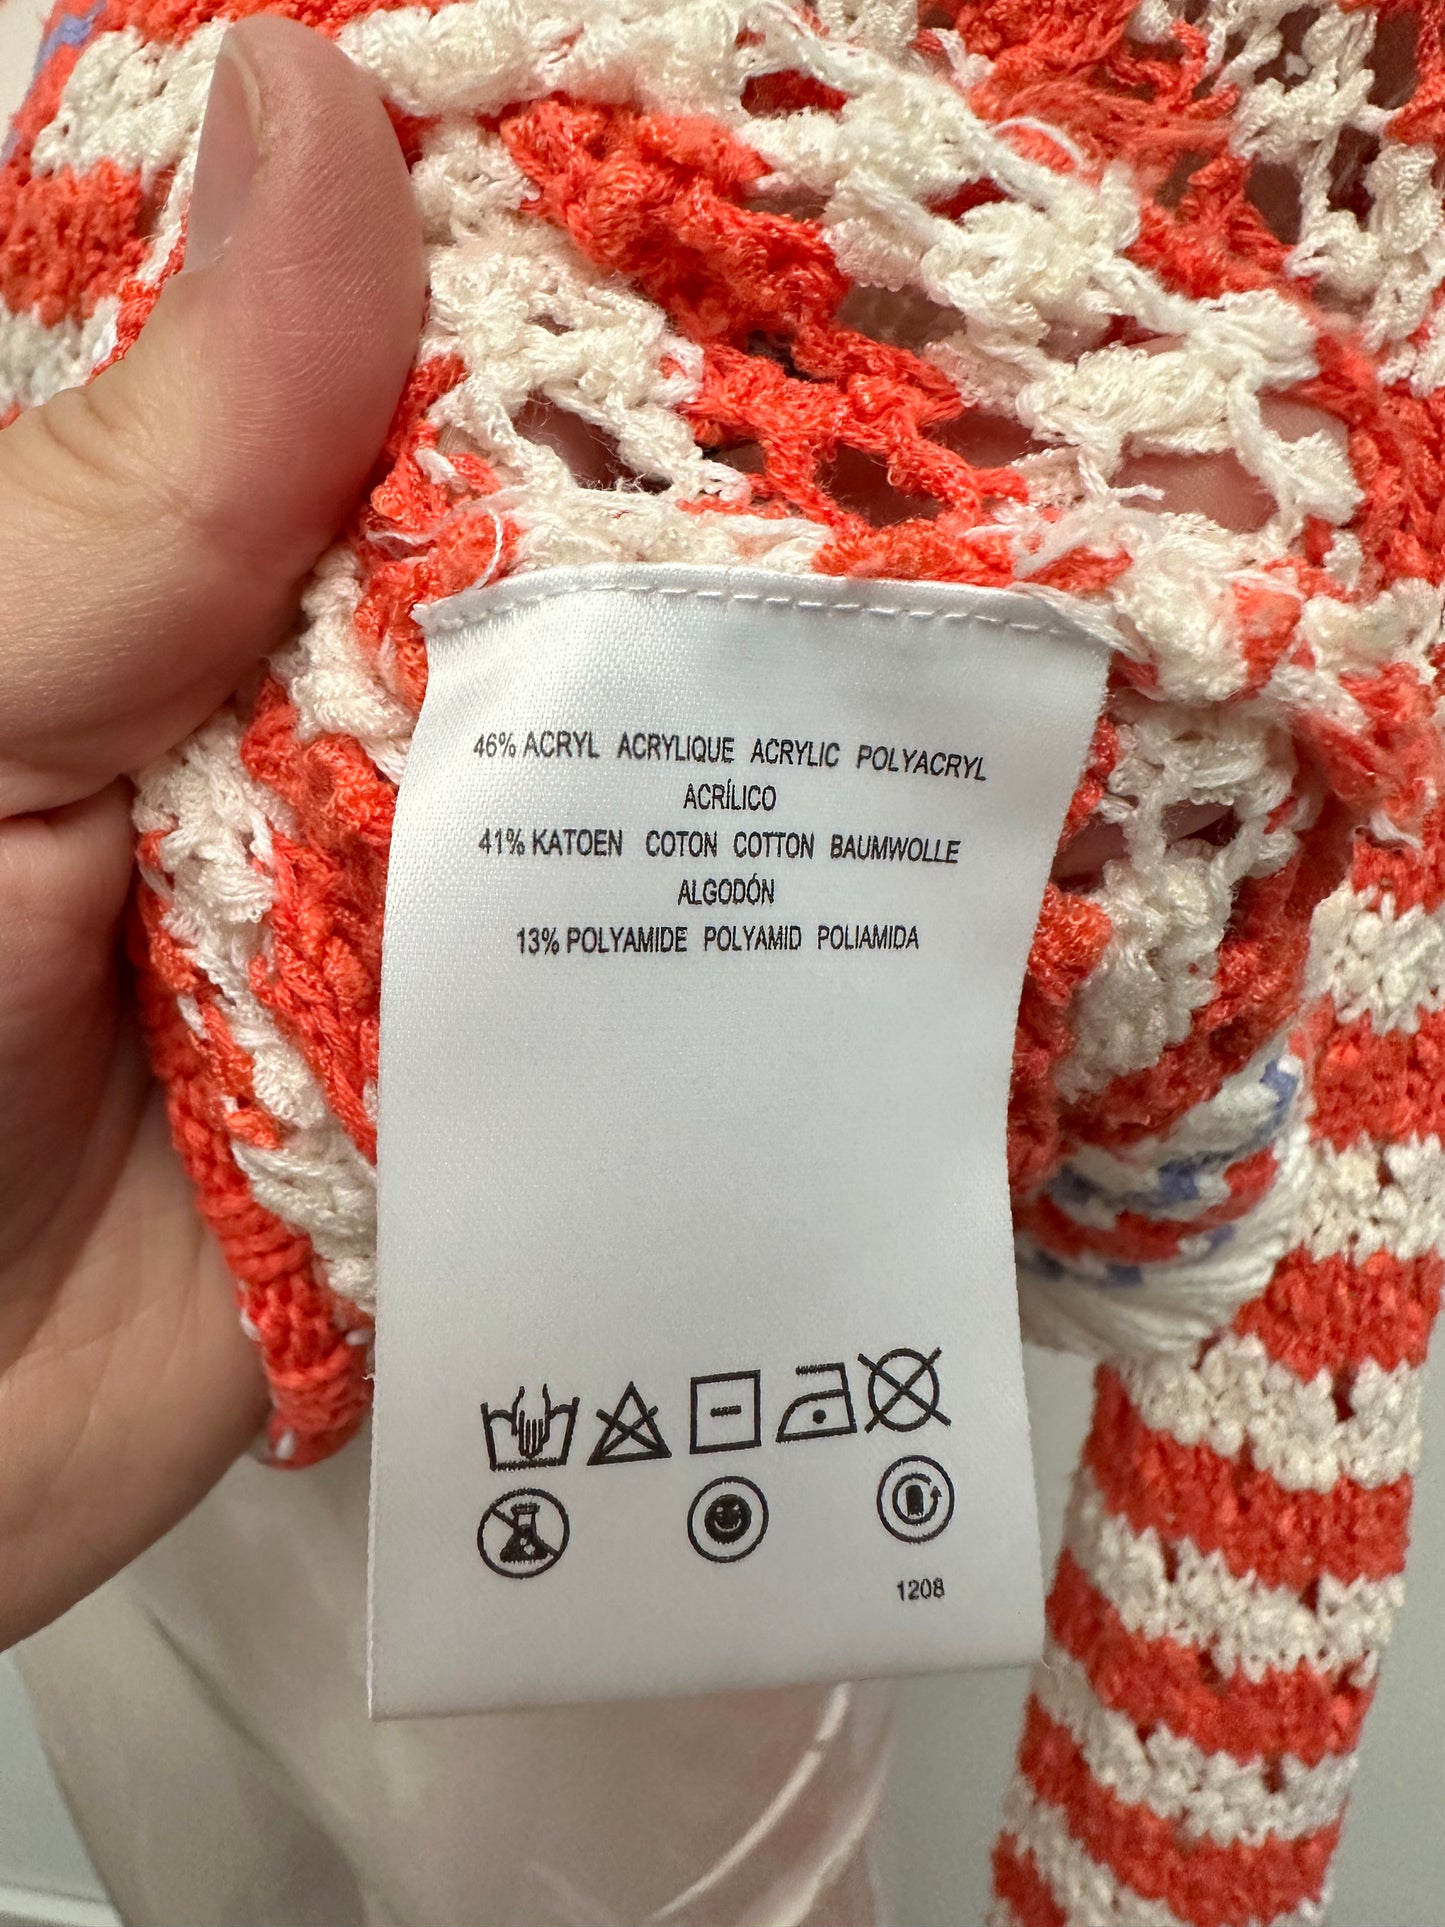 46% ACRYL ACRYLIQUE ACRYLIC POLYACRYL
ACRÍLICO
41% KATOEN COTON COTTON BAUMWOLLE
ALGODÓN
13% POLYAMIDE POLYAMID POLIAMIDA
1208